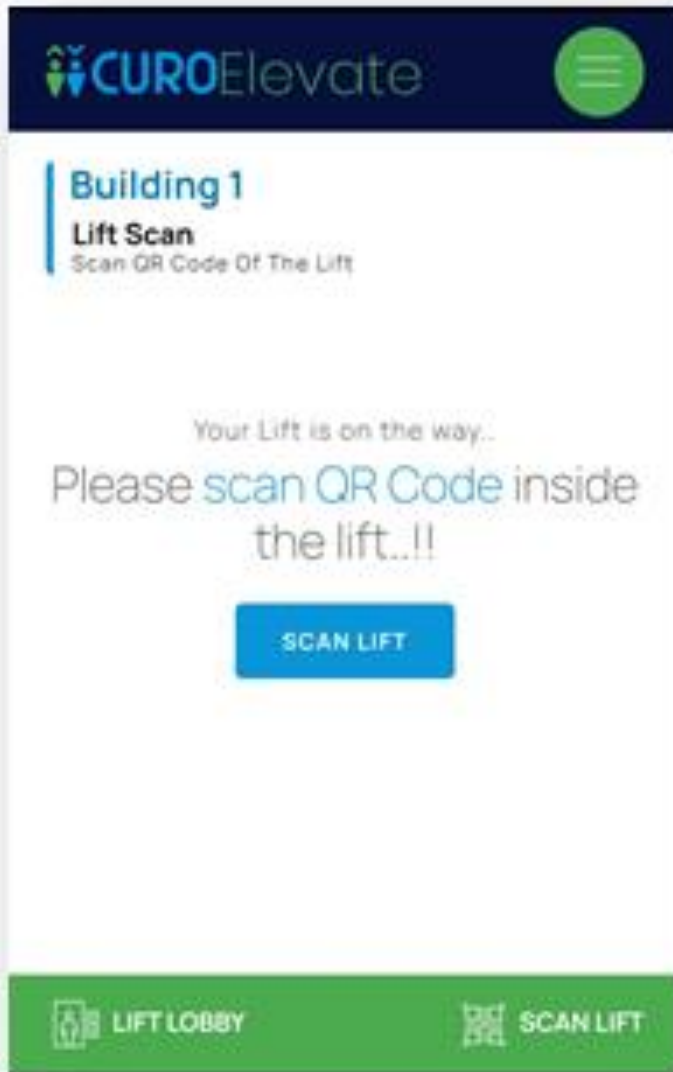 CUROElevate
Building 1
Lift Scan
Scan QR Code Of The Lift
Your Lift is on the way..
Please scan QR Code inside
the lift..!!
SCAN LIFT
LIFT LOBBY
SCAN LIFT